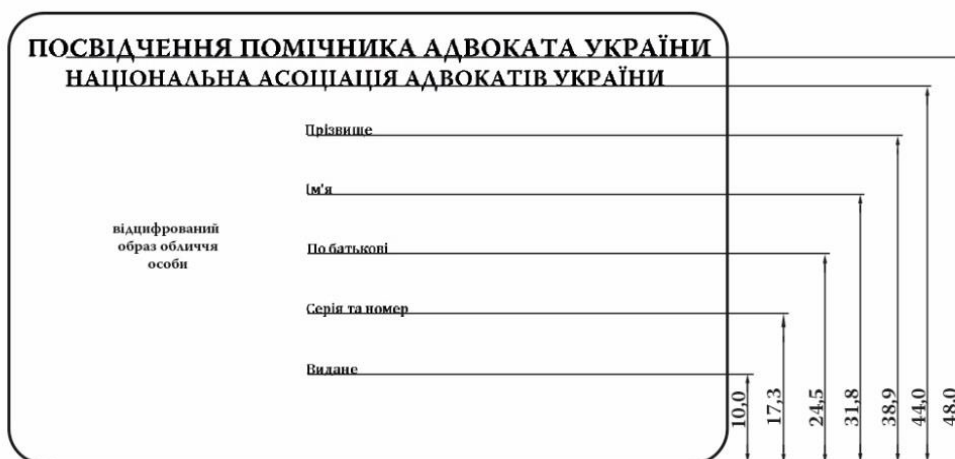 ПОСВІДЧЕННЯ ПОМІЧНИКА АДВОКАТА УКРАЇНИ
НАЦІОНАЛЬНА АСОЦІАЦІЯ АДВОКАТІВ УКРАЇНИ
Прізвище
Ім'я
відцифрований
образ обличчя
особи
По батькові
Серія та номер
Видане
10,0
17,3
24,5
31,8
38,9
44,0
48,0